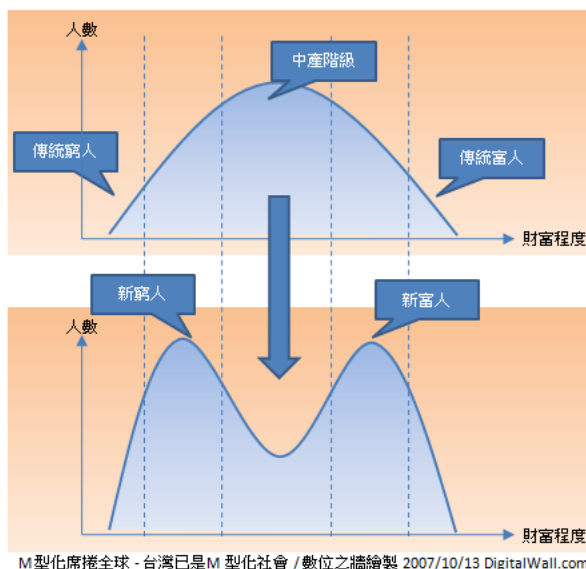 人數
中產階級
傳統窮人
傳統富人
財富程度
新窮人
新富人
人數
財富程度
M型化席捲全球 - 台灣已是M 型化社會 / 數位之牆繪製 2007/10/13 DigitalWall.com